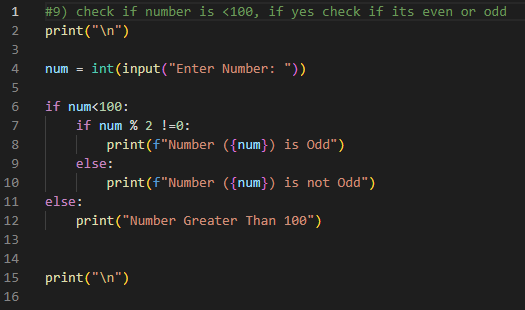 1 #9) check if number is <100, if yes check if its even or odd
2 print("\n")
3
4 num = int(input("Enter Number: "))
5
6 if num<100:
7     if num % 2 !=0:
8         print(f"Number ({num}) is Odd")
9     else:
10         print(f"Number ({num}) is not Odd")
11 else:
12     print("Number Greater Than 100")
13
14
15 print("\n")
16